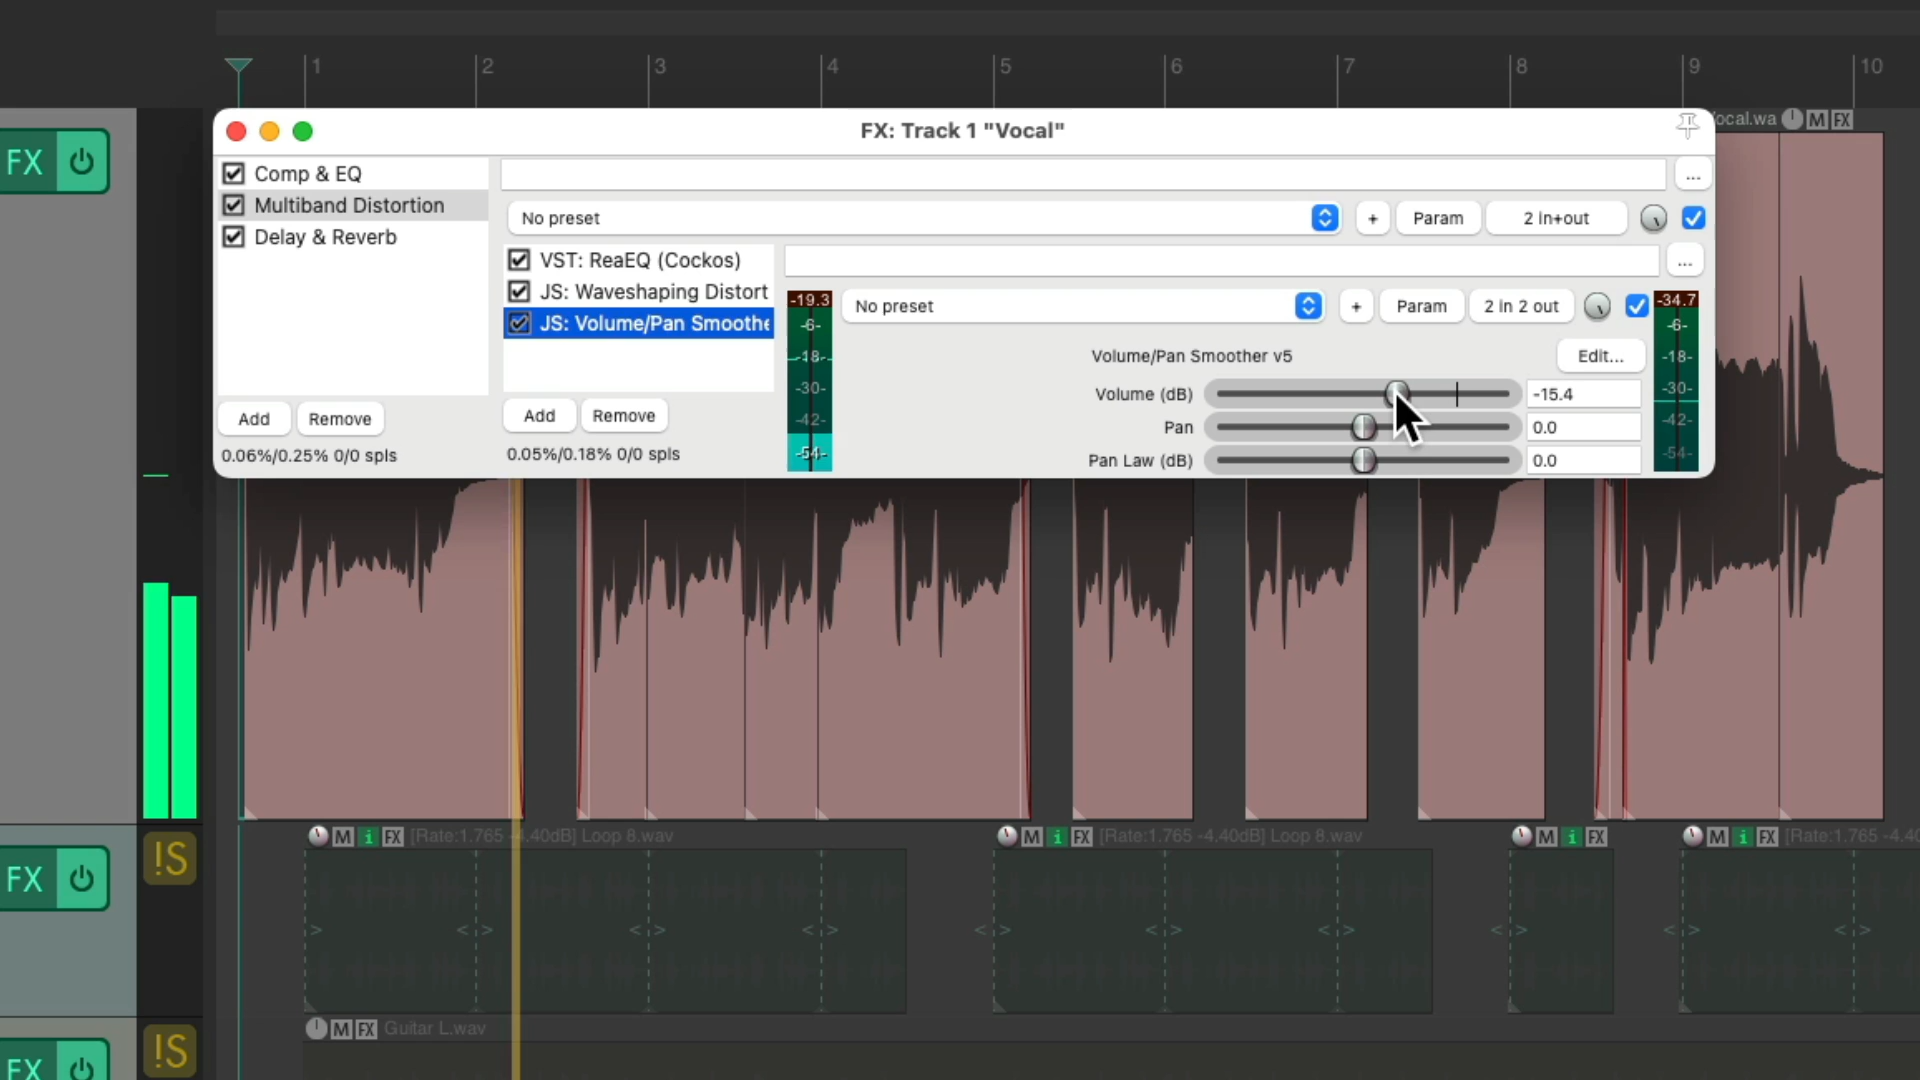 1 2 3 4 5 6 7 8 9 10
FX: Track 1 "Vocal"
ocal.wa M FX
FX
Comp & EQ
Multiband Distortion
Delay & Reverb
Add Remove
0.06%/0.25% 0/0 spls
...
No preset + Param 2 in+out
VST: ReaEQ (Cockos)
JS: Waveshaping Distort
JS: Volume/Pan Smoothe
Add Remove
0.05%/0.18% 0/0 spls
...
-19.3 No preset + Param 2 in 2 out -34.7
-6- -6-
-18- Volume/Pan Smoother v5 Edit... -18-
-30- Volume (dB) -15.4 -30-
-42- Pan 0.0 -42-
-54- Pan Law (dB) 0.0 -54-
M i FX [Rate:1.765 -4.40dB] Loop 8.wav M i FX [Rate:1.765 -4.40dB] Loop 8.wav M i FX M i FX [Rate:1.765 -4.40
FX !S
< > < > < > < > < > < > < > < > < >
M FX Guitar L.wav
FX !S